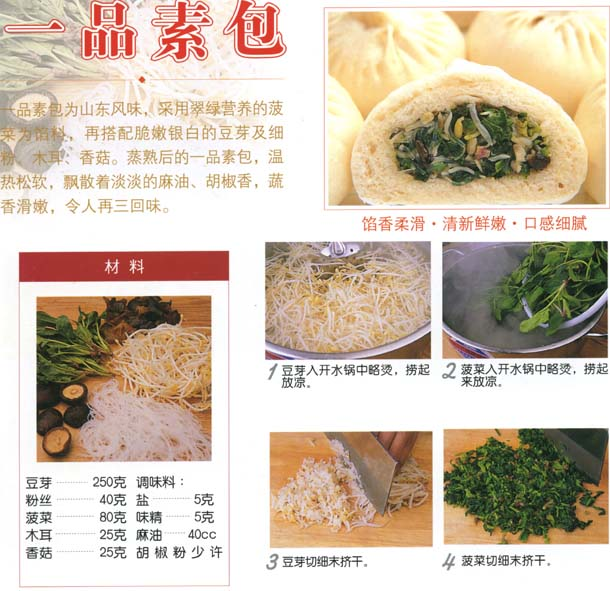 一品素包
一品素包为山东风味，采用翠绿营养的菠
菜为馅料，再搭配脆嫩银白的豆芽及细
粉、木耳、香菇。蒸熟后的一品素包，温
热松软，飘散着淡淡的麻油、胡椒香，蔬
香滑嫩，令人再三回味。
馅香柔滑·清新鲜嫩·口感细腻
材料
豆芽 ……… 250克 调味料：
粉丝 ………… 40克 盐 ……… 5克
菠菜 ………… 80克 味精 …… 5克
木耳 ………… 25克 麻油 …… 40cc
香菇 ………… 25克 胡椒粉少许
1 豆芽入开水锅中略烫，捞起
放凉。
2 菠菜入开水锅中略烫，捞起
来放凉。
3 豆芽切细末挤干。
4 菠菜切细末挤干。